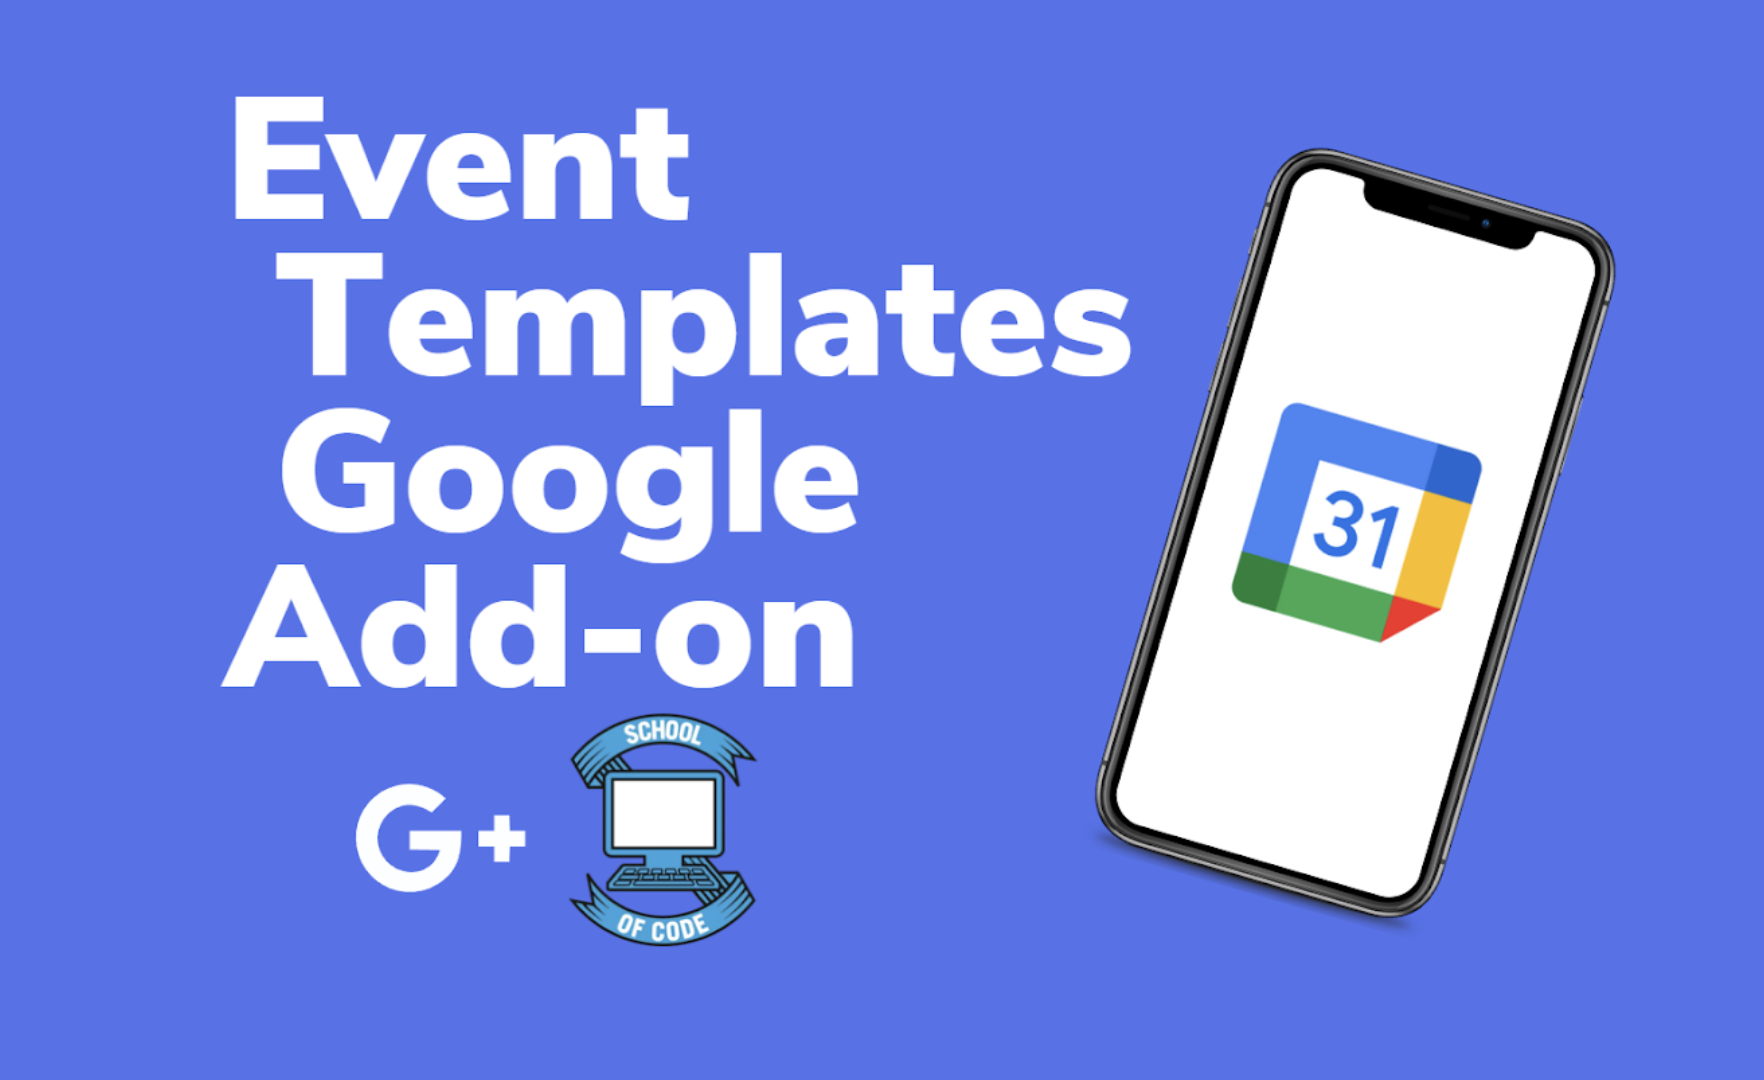 Event
Templates
Google
Add-on
G+
SCHOOL
OF CODE
31